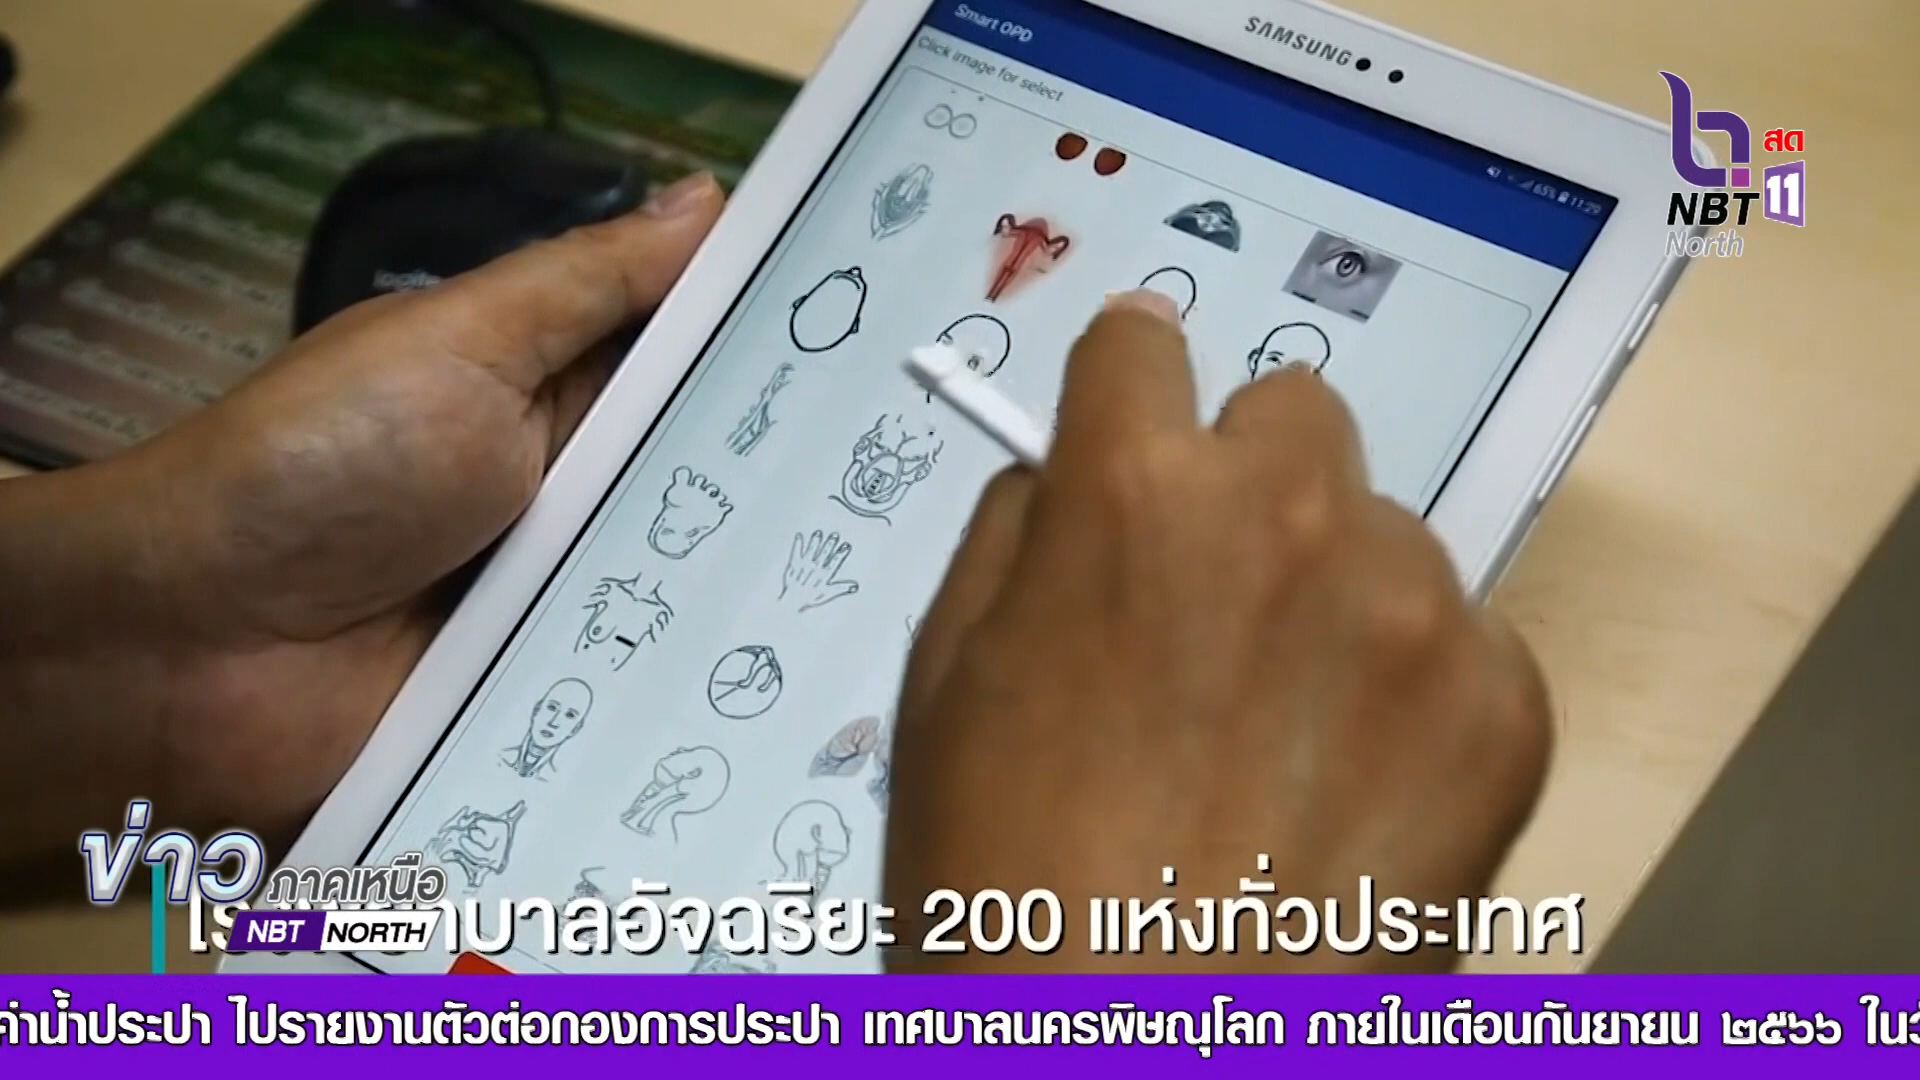 Smart OPD
Click image for select
SAMSUNG
65% 11:29
สด
11
NBT
North
ข่าว
ภาคเหนือ
NBT NORTH
บาลอัจฉริยะ 200 แห่งทั่วประเทศ
ค่าน้ำประปา ไปรายงานตัวต่อกองการประปา เทศบาลนครพิษณุโลก ภายในเดือนกันยายน ๒๕๖๖ ใน